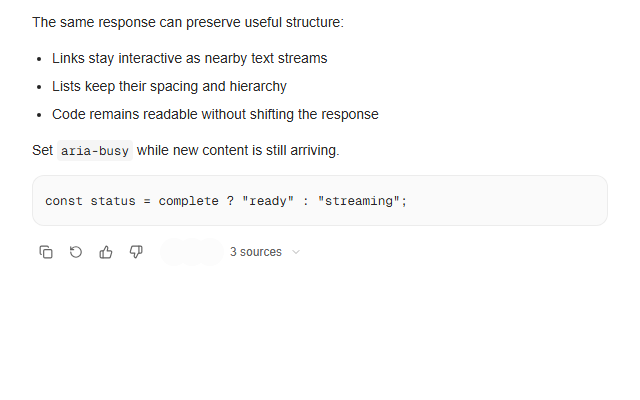 The same response can preserve useful structure:
• Links stay interactive as nearby text streams
• Lists keep their spacing and hierarchy
• Code remains readable without shifting the response
Set aria-busy while new content is still arriving.
const status = complete ? "ready" : "streaming";
3 sources